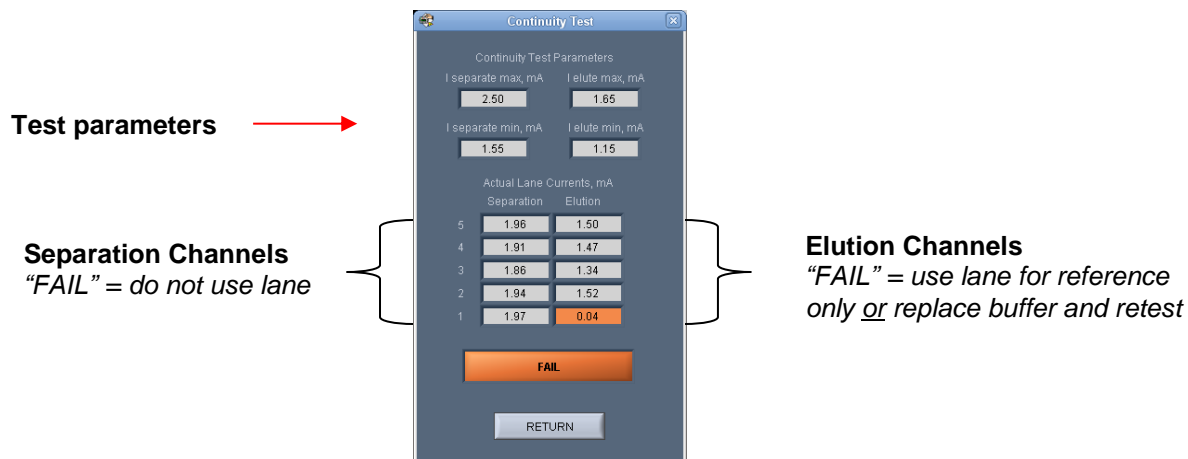 Continuity Test
Continuity Test Parameters
I separate max, mA I elute max, mA
2.50 1.65
Test parameters
I separate min, mA I elute min, mA
1.55 1.15
Actual Lane Currents, mA
Separation Elution
5 1.96 1.50
4 1.91 1.47
3 1.86 1.34
2 1.94 1.52
1 1.97 0.04
Separation Channels
“FAIL” = do not use lane
Elution Channels
“FAIL” = use lane for reference
only or replace buffer and retest
FAIL
RETURN